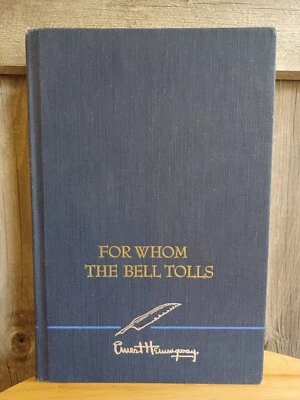 FOR WHOM
THE BELL TOLLS
Ernest Hemingway